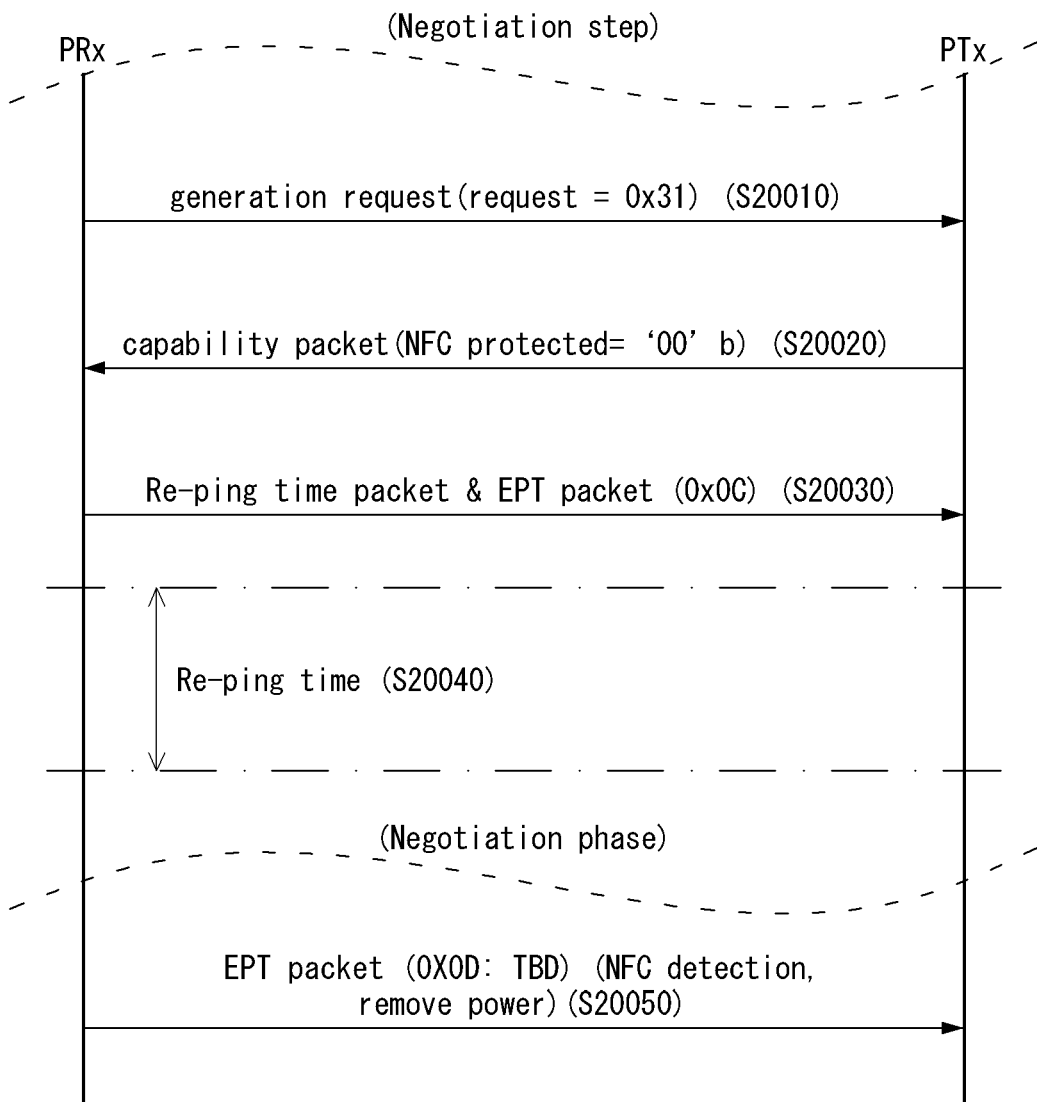 (Negotiation step)
PRx
PTx
generation request(request = 0x31) (S20010)
capability packet(NFC protected= ‘00’ b) (S20020)
Re-ping time packet & EPT packet (0x0C) (S20030)
Re-ping time (S20040)
(Negotiation phase)
EPT packet (0X0D: TBD) (NFC detection,
remove power)(S20050)